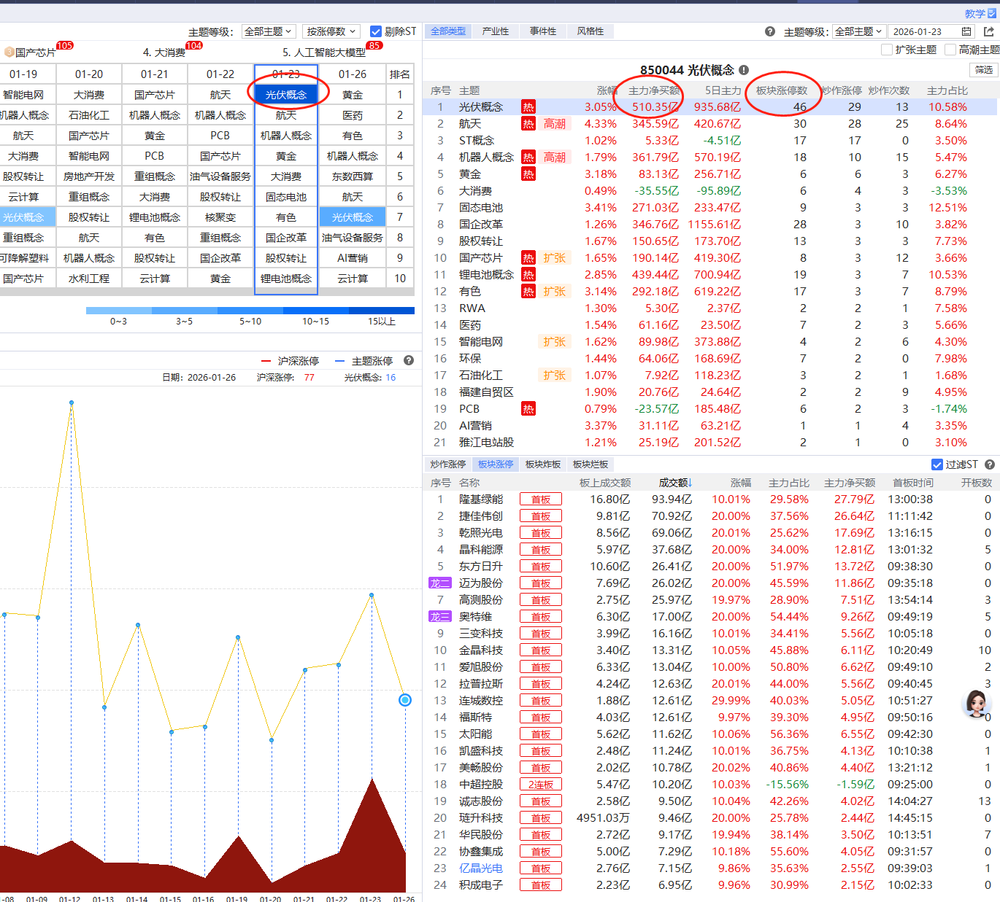 教学
主题等级： 全部主题 按涨停数 剔除ST
3国产芯片 105 4. 大消费 104 5. 人工智能大模型 85
01-19 01-20 01-21 01-22 01-23 01-26 排名
智能电网 大消费 国产芯片 航天 光伏概念 黄金 1
机器人概念 石油化工 机器人概念 机器人概念 航天 医药 2
航天 国产芯片 黄金 PCB 机器人概念 有色 3
大消费 智能电网 PCB 国产芯片 黄金 机器人概念 4
股权转让 房地产开发 重组概念 油气设备服务 大消费 东数西算 5
云计算 重组概念 大消费 股权转让 固态电池 航天 6
光伏概念 股权转让 锂电池概念 核聚变 有色 光伏概念 7
重组概念 航天 有色 重组概念 国企改革 油气设备服务 8
可降解塑料 机器人概念 股权转让 国企改革 股权转让 AI营销 9
国产芯片 水利工程 云计算 黄金 锂电池概念 云计算 10
0~3 3~5 5~10 10~15 15以上
沪深涨停 主题涨停 ?
日期：2026-01-26 沪深涨停: 77 光伏概念: 16
-08 01-09 01-12 01-13 01-14 01-15 01-16 01-19 01-20 01-21 01-22 01-23 01-26
全部类型 产业性 事件性 风格性 ? 主题等级： 全部主题 2026-01-23
扩张主题 高潮主题
850044 光伏概念 ! 筛选
序号 主题 涨幅 主力净买额 5日主力 板块涨停数 炒作涨停 炒作次数 主力占比
1 光伏概念 热 3.05% 510.35亿 935.68亿 46 29 13 10.58%
2 航天 热 高潮 4.33% 345.59亿 420.67亿 30 28 25 8.64%
3 ST概念 1.02% 5.33亿 -4.51亿 17 17 0 3.50%
4 机器人概念 热 高潮 1.79% 361.79亿 570.19亿 18 10 15 5.47%
5 黄金 热 3.18% 83.13亿 256.71亿 6 6 3 6.27%
6 大消费 0.49% -35.55亿 -95.89亿 6 4 3 -3.53%
7 固态电池 3.41% 271.03亿 233.47亿 9 3 3 12.51%
8 国企改革 1.26% 346.76亿 1155.61亿 28 3 10 3.82%
9 股权转让 1.67% 150.65亿 173.70亿 13 3 3 7.73%
10 国产芯片 热 扩张 1.65% 190.14亿 419.30亿 8 3 12 3.66%
11 锂电池概念 热 2.85% 439.44亿 700.94亿 19 3 7 10.53%
12 有色 热 扩张 3.14% 292.18亿 619.22亿 17 3 7 8.79%
13 RWA 1.30% 5.30亿 2.37亿 2 2 1 7.58%
14 医药 1.54% 61.16亿 23.50亿 7 2 3 5.66%
15 智能电网 扩张 1.62% 89.98亿 373.88亿 4 2 6 4.30%
16 环保 1.44% 64.06亿 168.69亿 7 2 0 7.98%
17 石油化工 扩张 1.07% 7.92亿 118.23亿 3 2 1 1.68%
18 福建自贸区 1.90% 20.76亿 24.64亿 2 2 9 4.95%
19 PCB 热 0.79% -23.57亿 185.48亿 6 2 3 -1.74%
20 AI营销 3.37% 31.11亿 63.21亿 1 1 4 3.35%
21 雅江电站股 1.21% 25.19亿 201.52亿 2 1 0 3.10%
炒作涨停 板块涨停 板块炸板 板块烂板 过滤ST ?
序号 名称 板上成交额 成交额↓ 涨幅 主力占比 主力净买额 首板时间 开板数
1 隆基绿能 首板 16.80亿 93.94亿 10.01% 29.58% 27.79亿 13:00:38 0
2 捷佳伟创 首板 9.81亿 70.92亿 20.00% 37.56% 26.64亿 11:11:42 0
3 乾照光电 首板 8.56亿 69.06亿 20.01% 25.62% 17.69亿 13:16:15 0
4 晶科能源 首板 5.97亿 37.68亿 20.00% 34.00% 12.81亿 13:01:32 5
5 东方日升 首板 10.60亿 26.41亿 20.00% 51.97% 13.72亿 09:38:30 0
龙二 迈为股份 首板 7.69亿 26.02亿 20.00% 45.59% 11.86亿 09:35:18 0
7 高测股份 首板 2.75亿 25.97亿 19.97% 28.90% 7.51亿 13:54:14 3
龙三 奥特维 首板 6.30亿 17.00亿 20.00% 54.44% 9.26亿 09:49:19 5
9 三变科技 首板 3.99亿 16.16亿 10.01% 34.41% 5.56亿 10:05:18 0
10 金晶科技 首板 3.40亿 13.31亿 10.05% 45.88% 6.11亿 10:20:49 10
11 爱旭股份 首板 6.33亿 13.04亿 10.00% 50.80% 6.62亿 09:49:10 2
12 拉普拉斯 首板 4.24亿 12.63亿 20.01% 44.00% 5.56亿 09:40:45 3
13 连城数控 首板 1.88亿 12.61亿 29.99% 40.03% 5.05亿 10:51:27
14 福斯特 首板 4.03亿 12.61亿 9.97% 39.30% 4.95亿 09:50:16 0
15 太阳能 首板 5.62亿 11.62亿 10.06% 56.36% 6.55亿 09:42:30 0
16 凯盛科技 首板 2.48亿 11.24亿 10.01% 36.75% 4.13亿 10:10:38 1
17 美畅股份 首板 2.02亿 10.78亿 20.02% 40.86% 4.40亿 13:21:12 1
18 中超控股 2连板 5.47亿 10.20亿 10.03% -15.56% -1.59亿 09:25:00 0
19 诚志股份 首板 2.58亿 9.50亿 10.04% 42.26% 4.02亿 14:04:27 13
20 琏升科技 首板 4951.03万 9.46亿 20.00% 25.78% 2.44亿 14:45:15 0
21 华民股份 首板 2.72亿 9.17亿 19.94% 38.14% 3.50亿 10:13:51 7
22 协鑫集成 首板 5.00亿 7.29亿 10.18% 55.60% 4.05亿 09:31:57 0
23 亿晶光电 首板 2.76亿 7.15亿 9.86% 35.63% 2.55亿 09:39:03 1
24 积成电子 首板 2.23亿 6.95亿 9.96% 30.99% 2.15亿 10:02:33 0